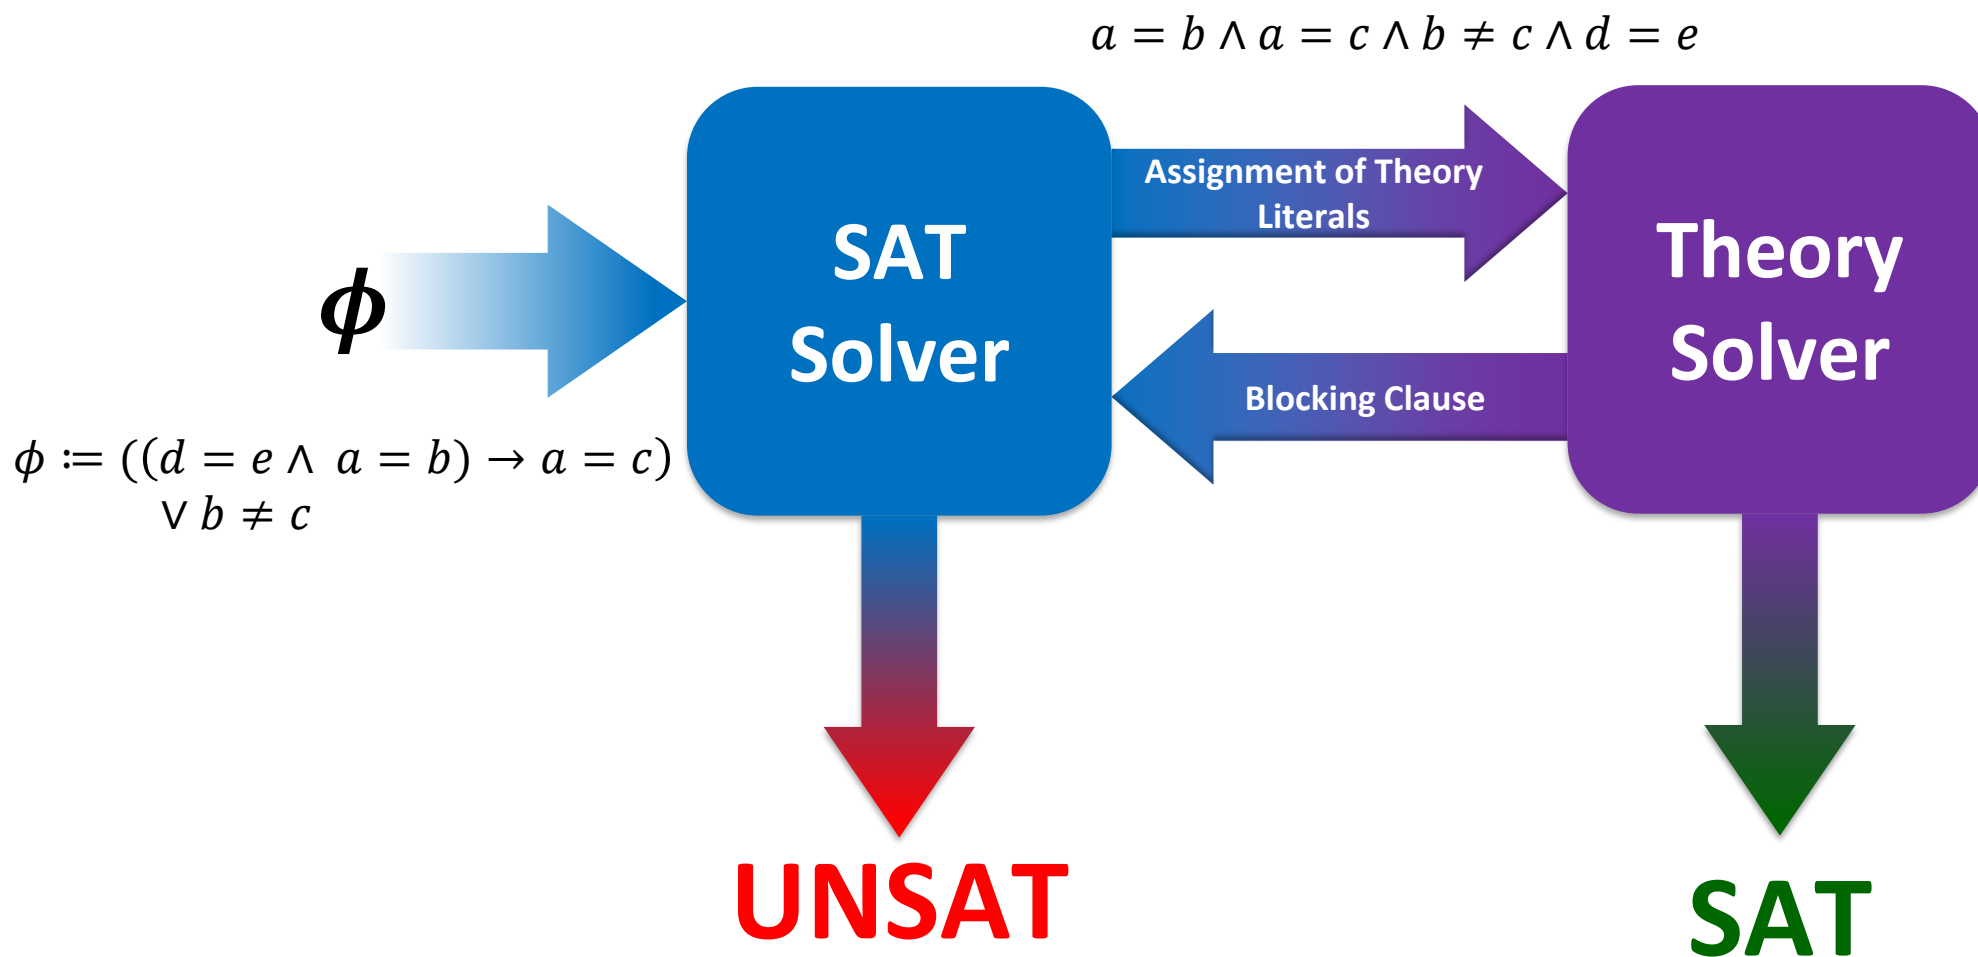 a = b ∧ a = c ∧ b ≠ c ∧ d = e
Assignment of Theory
Literals
SAT
Solver
Theory
Solver
ϕ
Blocking Clause
ϕ ≔ ((d = e ∧ a = b) → a = c)
∨ b ≠ c
UNSAT
SAT